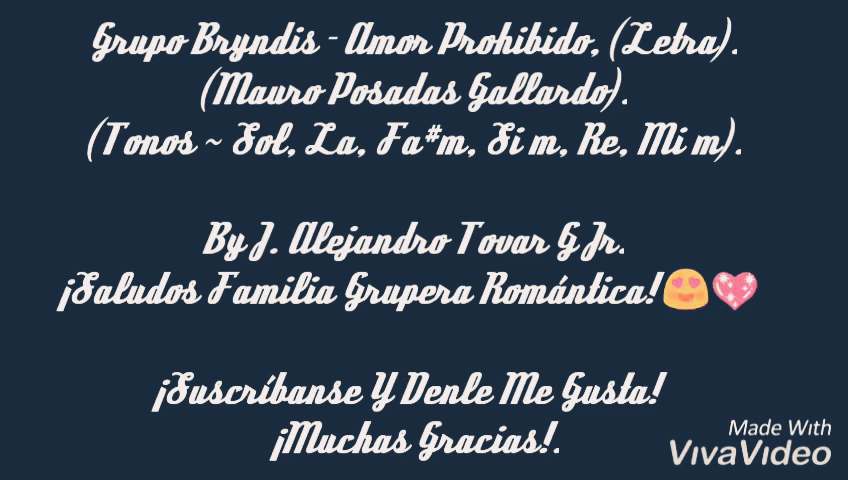 Grupo Bryndis - Amor Prohibido, (Letra).
(Mauro Posadas Gallardo).
(Tonos ~ Sol, La, Fa#m, Si m, Re, Mi m).
By J. Alejandro Tovar G Jr.
¡Saludos Familia Grupera Romántica!😍💖
¡Suscríbanse Y Denle Me Gusta!
¡Muchas Gracias!.
Made With
VivaVideo